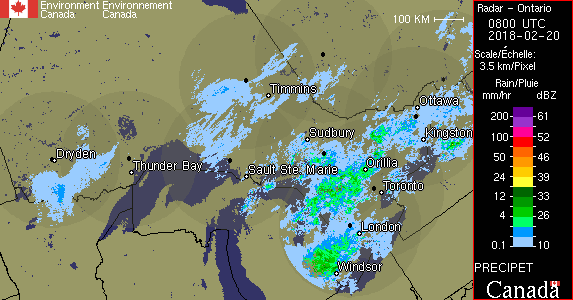 Environment Environnement
Canada Canada
100 KM
Timmins
Ottawa
Sudbury
Kingston
Dryden
Thunder Bay
Sault Ste. Marie
Orillia
Toronto
London
Windsor
Radar - Ontario
0800 UTC
2018-02-20
Scale/Échelle:
3.5 km/Pixel
Rain/Pluie
mm/hr dBZ
200 61
100 52
50 46
24 39
12 33
4 26
0.1 10
PRECIPET
Canada